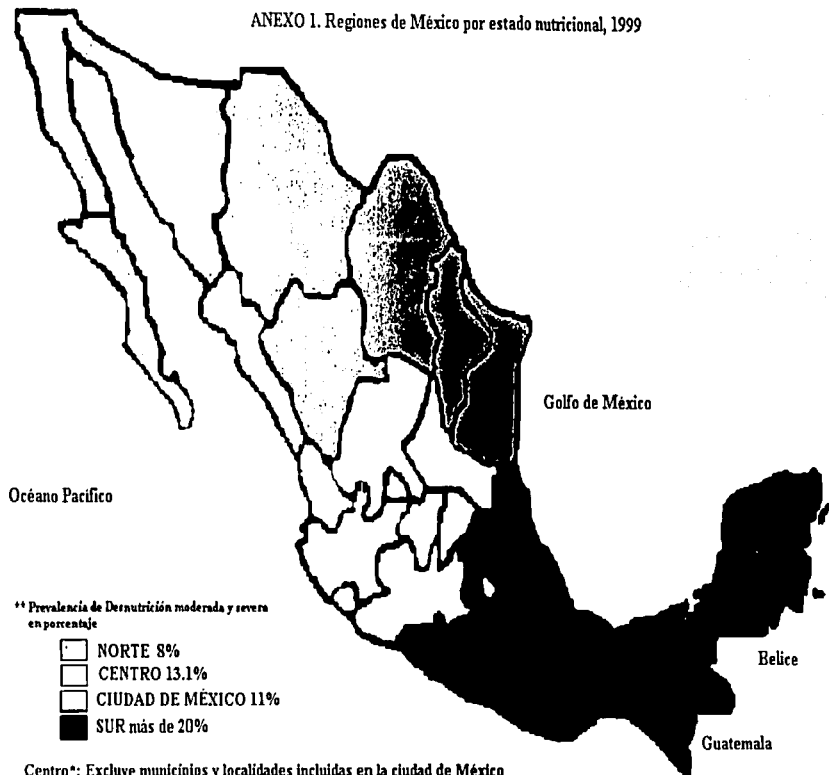 ANEXO 1. Regiones de México por estado nutricional, 1999
Golfo de México
Océano Pacífico
** Prevalencia de Desnutrición moderada y severa
en porcentaje
NORTE 8%
CENTRO 13.1%
CIUDAD DE MÉXICO 11%
SUR más de 20%
Belice
Guatemala
Centro*: Excluye municipios y localidades incluidas en la ciudad de México